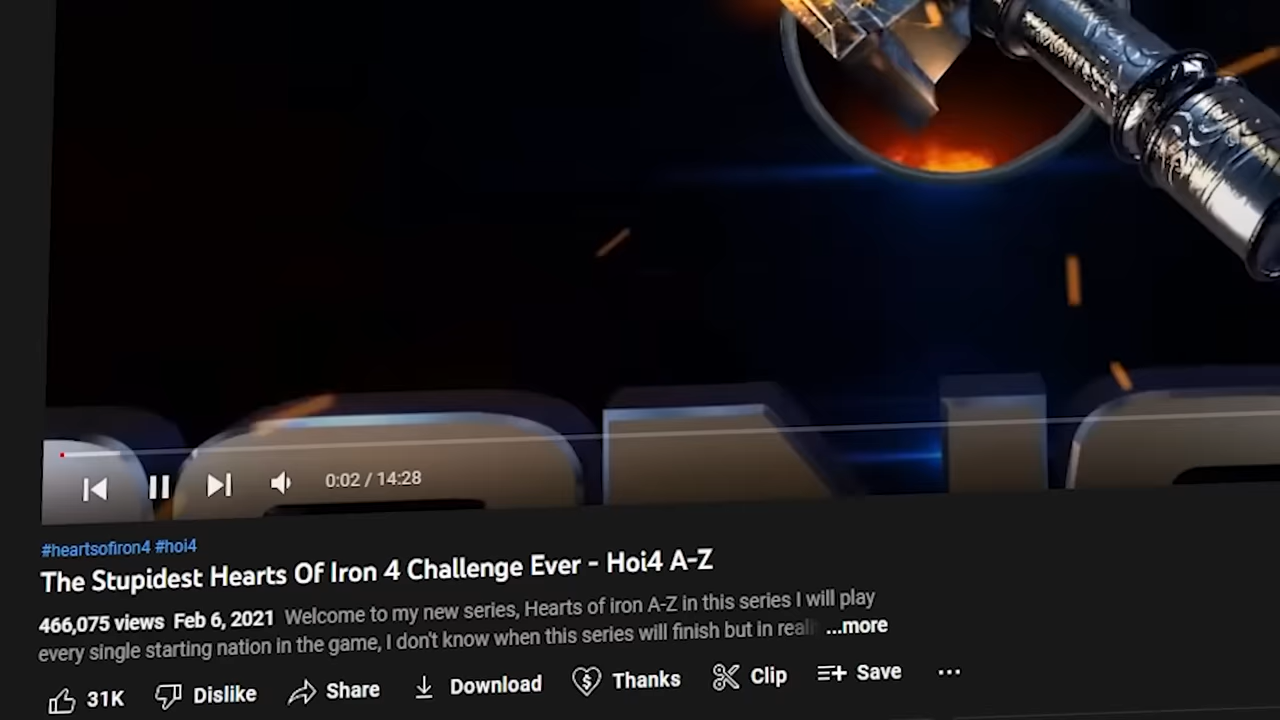 0:02 / 14:28
#heartsofiron4 #hoi4
The Stupidest Hearts Of Iron 4 Challenge Ever - Hoi4 A-Z
466,075 views Feb 6, 2021 Welcome to my new series, Hearts of iron A-Z in this series I will play
every single starting nation in the game, I don't know when this series will finish but in ...more
31K Dislike Share Download Thanks Clip Save ...